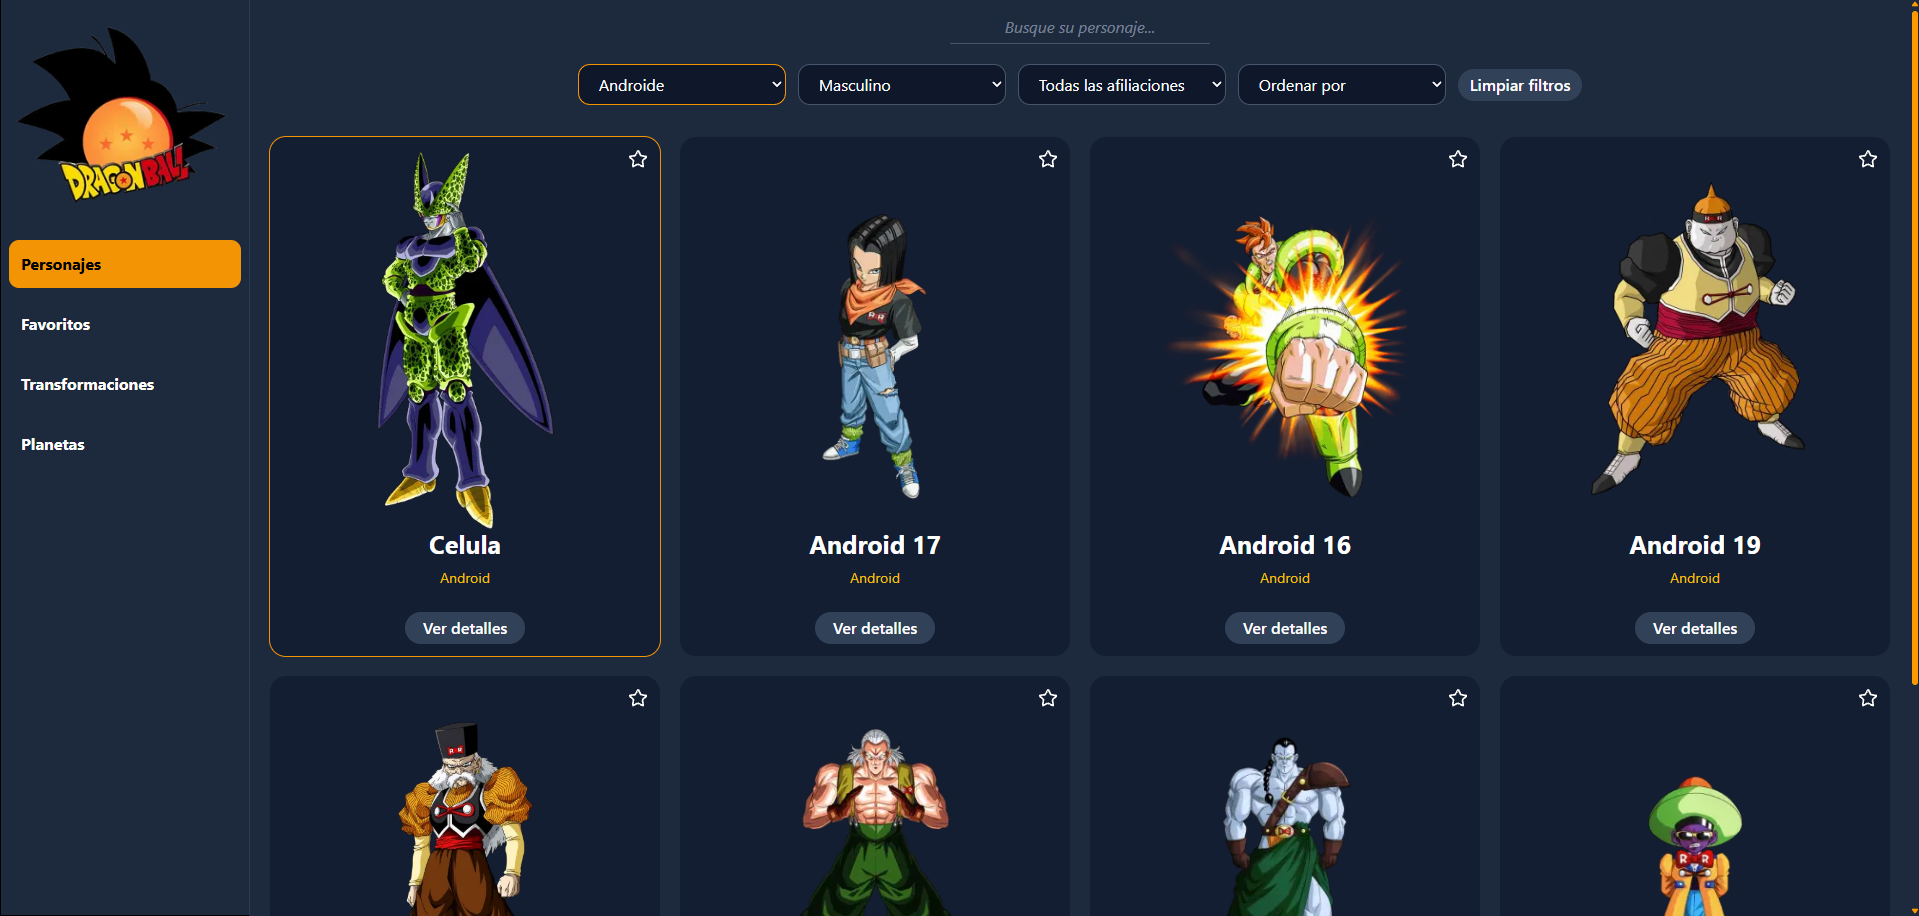 DRAGON BALL
Busque su personaje...
Androide
Masculino
Todas las afiliaciones
Ordenar por
Limpiar filtros
Personajes
Favoritos
Transformaciones
Planetas
Celula
Android
Ver detalles
Android 17
Android
Ver detalles
Android 16
Android
Ver detalles
Android 19
Android
Ver detalles